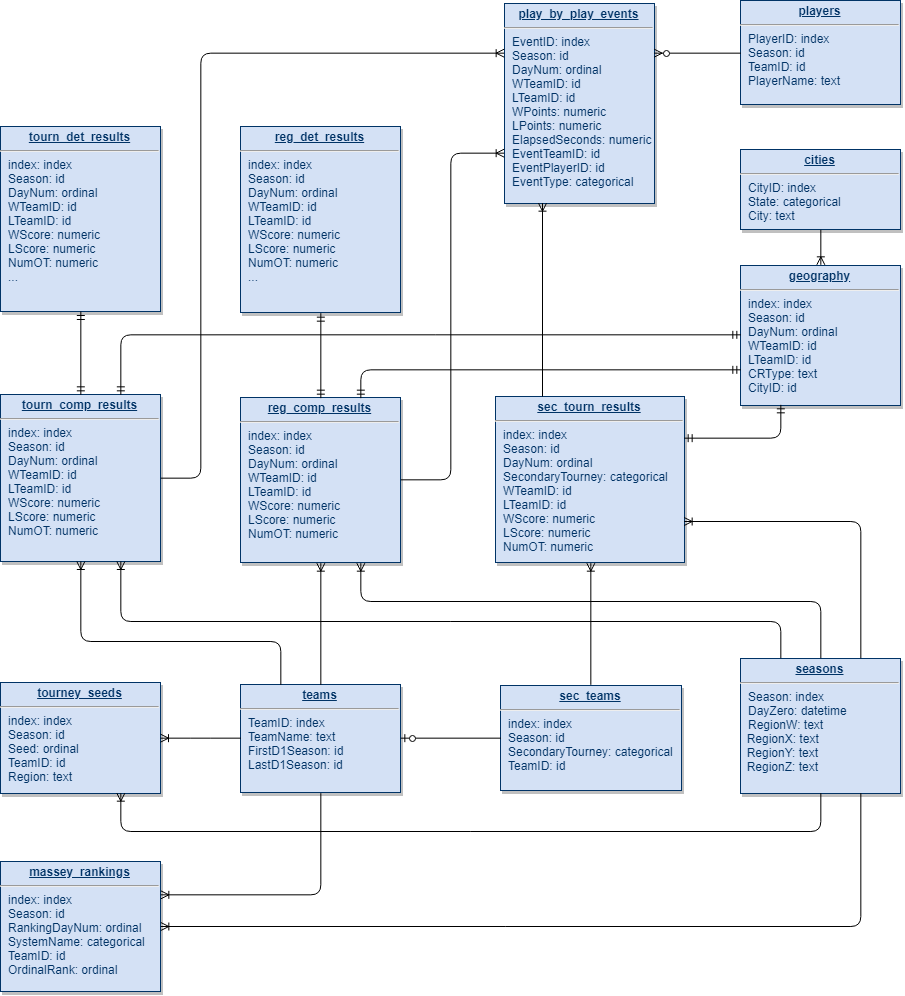 play_by_play_events
EventID: index
Season: id
DayNum: ordinal
WTeamID: id
LTeamID: id
WPoints: numeric
LPoints: numeric
ElapsedSeconds: numeric
EventTeamID: id
EventPlayerID: id
EventType: categorical
players
PlayerID: index
Season: id
TeamID: id
PlayerName: text
tourn_det_results
index: index
Season: id
DayNum: ordinal
WTeamID: id
LTeamID: id
WScore: numeric
LScore: numeric
NumOT: numeric
...
reg_det_results
index: index
Season: id
DayNum: ordinal
WTeamID: id
LTeamID: id
WScore: numeric
LScore: numeric
NumOT: numeric
...
cities
CityID: index
State: categorical
City: text
geography
index: index
Season: id
DayNum: ordinal
WTeamID: id
LTeamID: id
CRType: text
CityID: id
tourn_comp_results
index: index
Season: id
DayNum: ordinal
WTeamID: id
LTeamID: id
WScore: numeric
LScore: numeric
NumOT: numeric
reg_comp_results
index: index
Season: id
DayNum: ordinal
WTeamID: id
LTeamID: id
WScore: numeric
LScore: numeric
NumOT: numeric
sec_tourn_results
index: index
Season: id
DayNum: ordinal
SecondaryTourney: categorical
WTeamID: id
LTeamID: id
WScore: numeric
LScore: numeric
NumOT: numeric
tourney_seeds
index: index
Season: id
Seed: ordinal
TeamID: id
Region: text
teams
TeamID: index
TeamName: text
FirstD1Season: id
LastD1Season: id
sec_teams
index: index
Season: id
SecondaryTourney: categorical
TeamID: id
seasons
Season: index
DayZero: datetime
RegionW: text
RegionX: text
RegionY: text
RegionZ: text
massey_rankings
index: index
Season: id
RankingDayNum: ordinal
SystemName: categorical
TeamID: id
OrdinalRank: ordinal